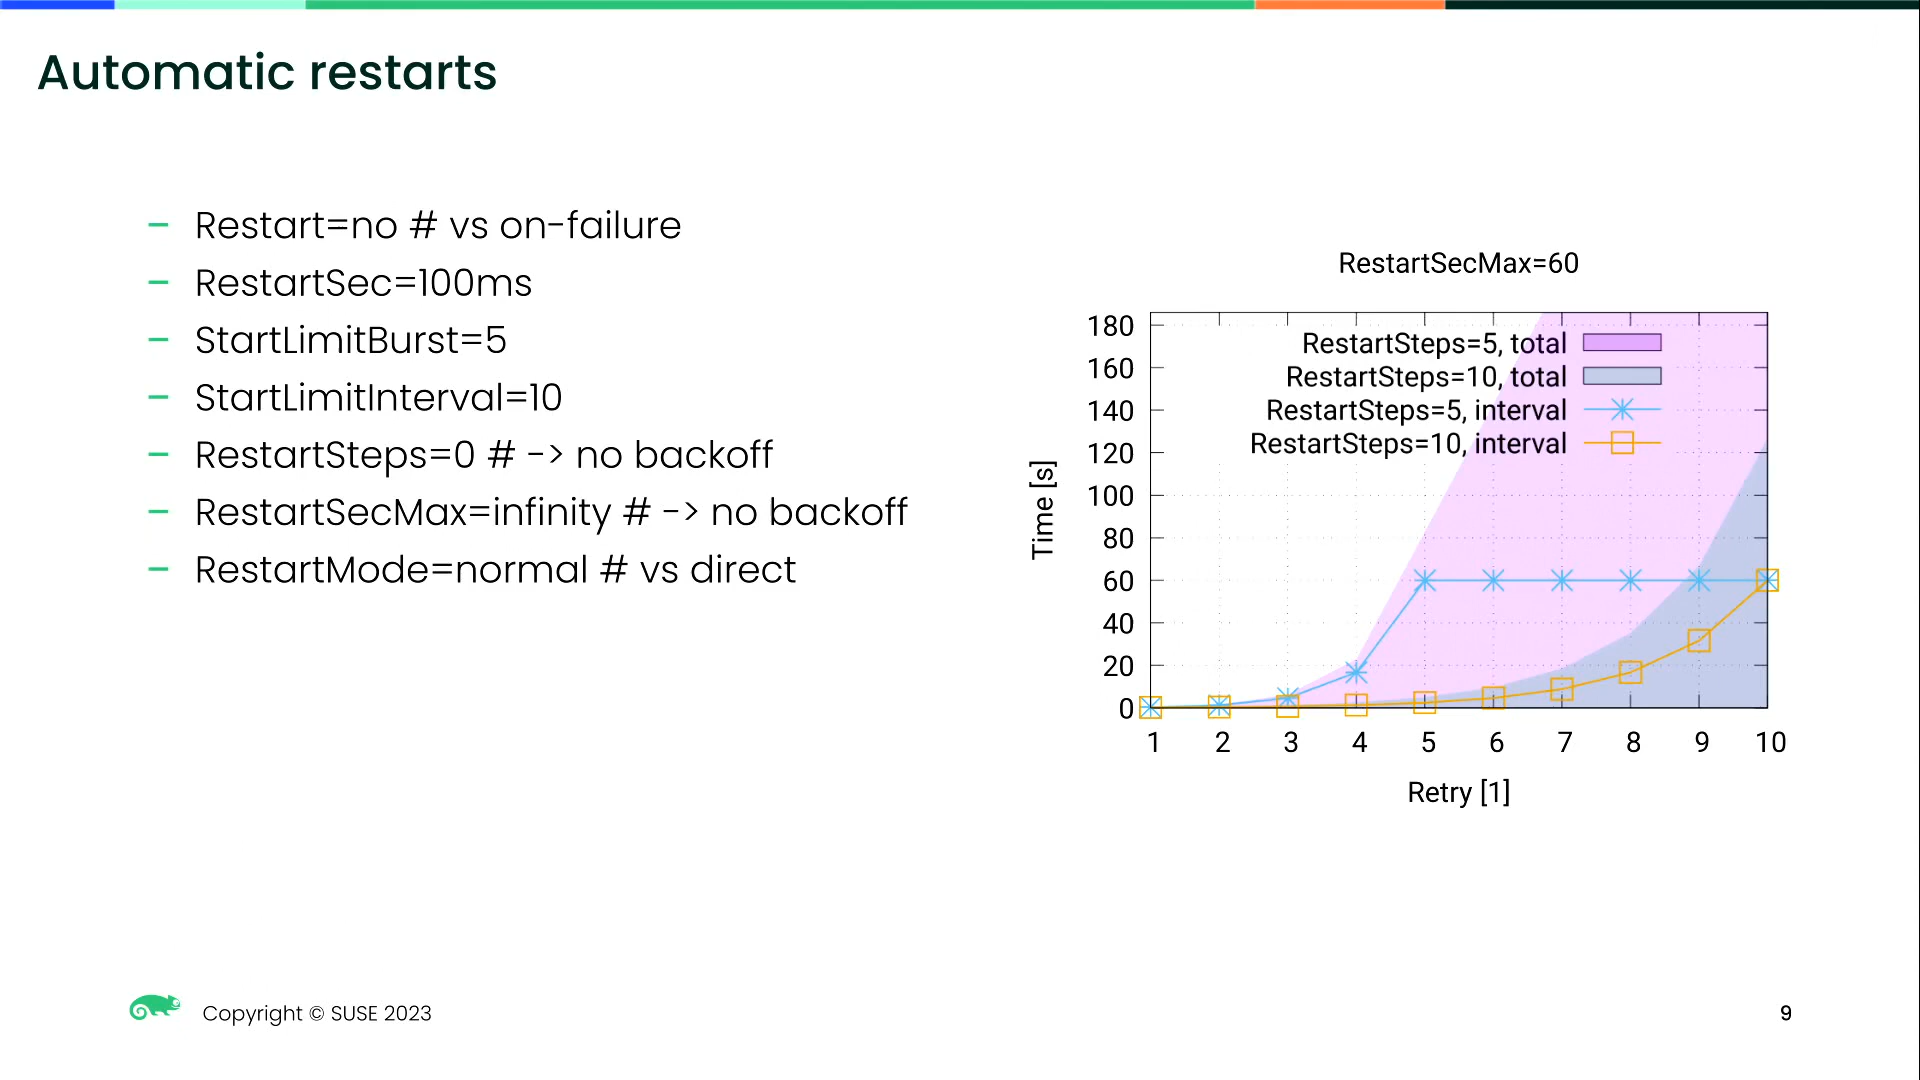 Automatic restarts
– Restart=no # vs on-failure
– RestartSec=100ms
– StartLimitBurst=5
– StartLimitInterval=10
– RestartSteps=0 # -> no backoff
– RestartSecMax=infinity # -> no backoff
– RestartMode=normal # vs direct
RestartSecMax=60
RestartSteps=5, total
RestartSteps=10, total
RestartSteps=5, interval
RestartSteps=10, interval
Time [s]
180
160
140
120
100
80
60
40
20
0
1 2 3 4 5 6 7 8 9 10
Retry [1]
Copyright © SUSE 2023
9